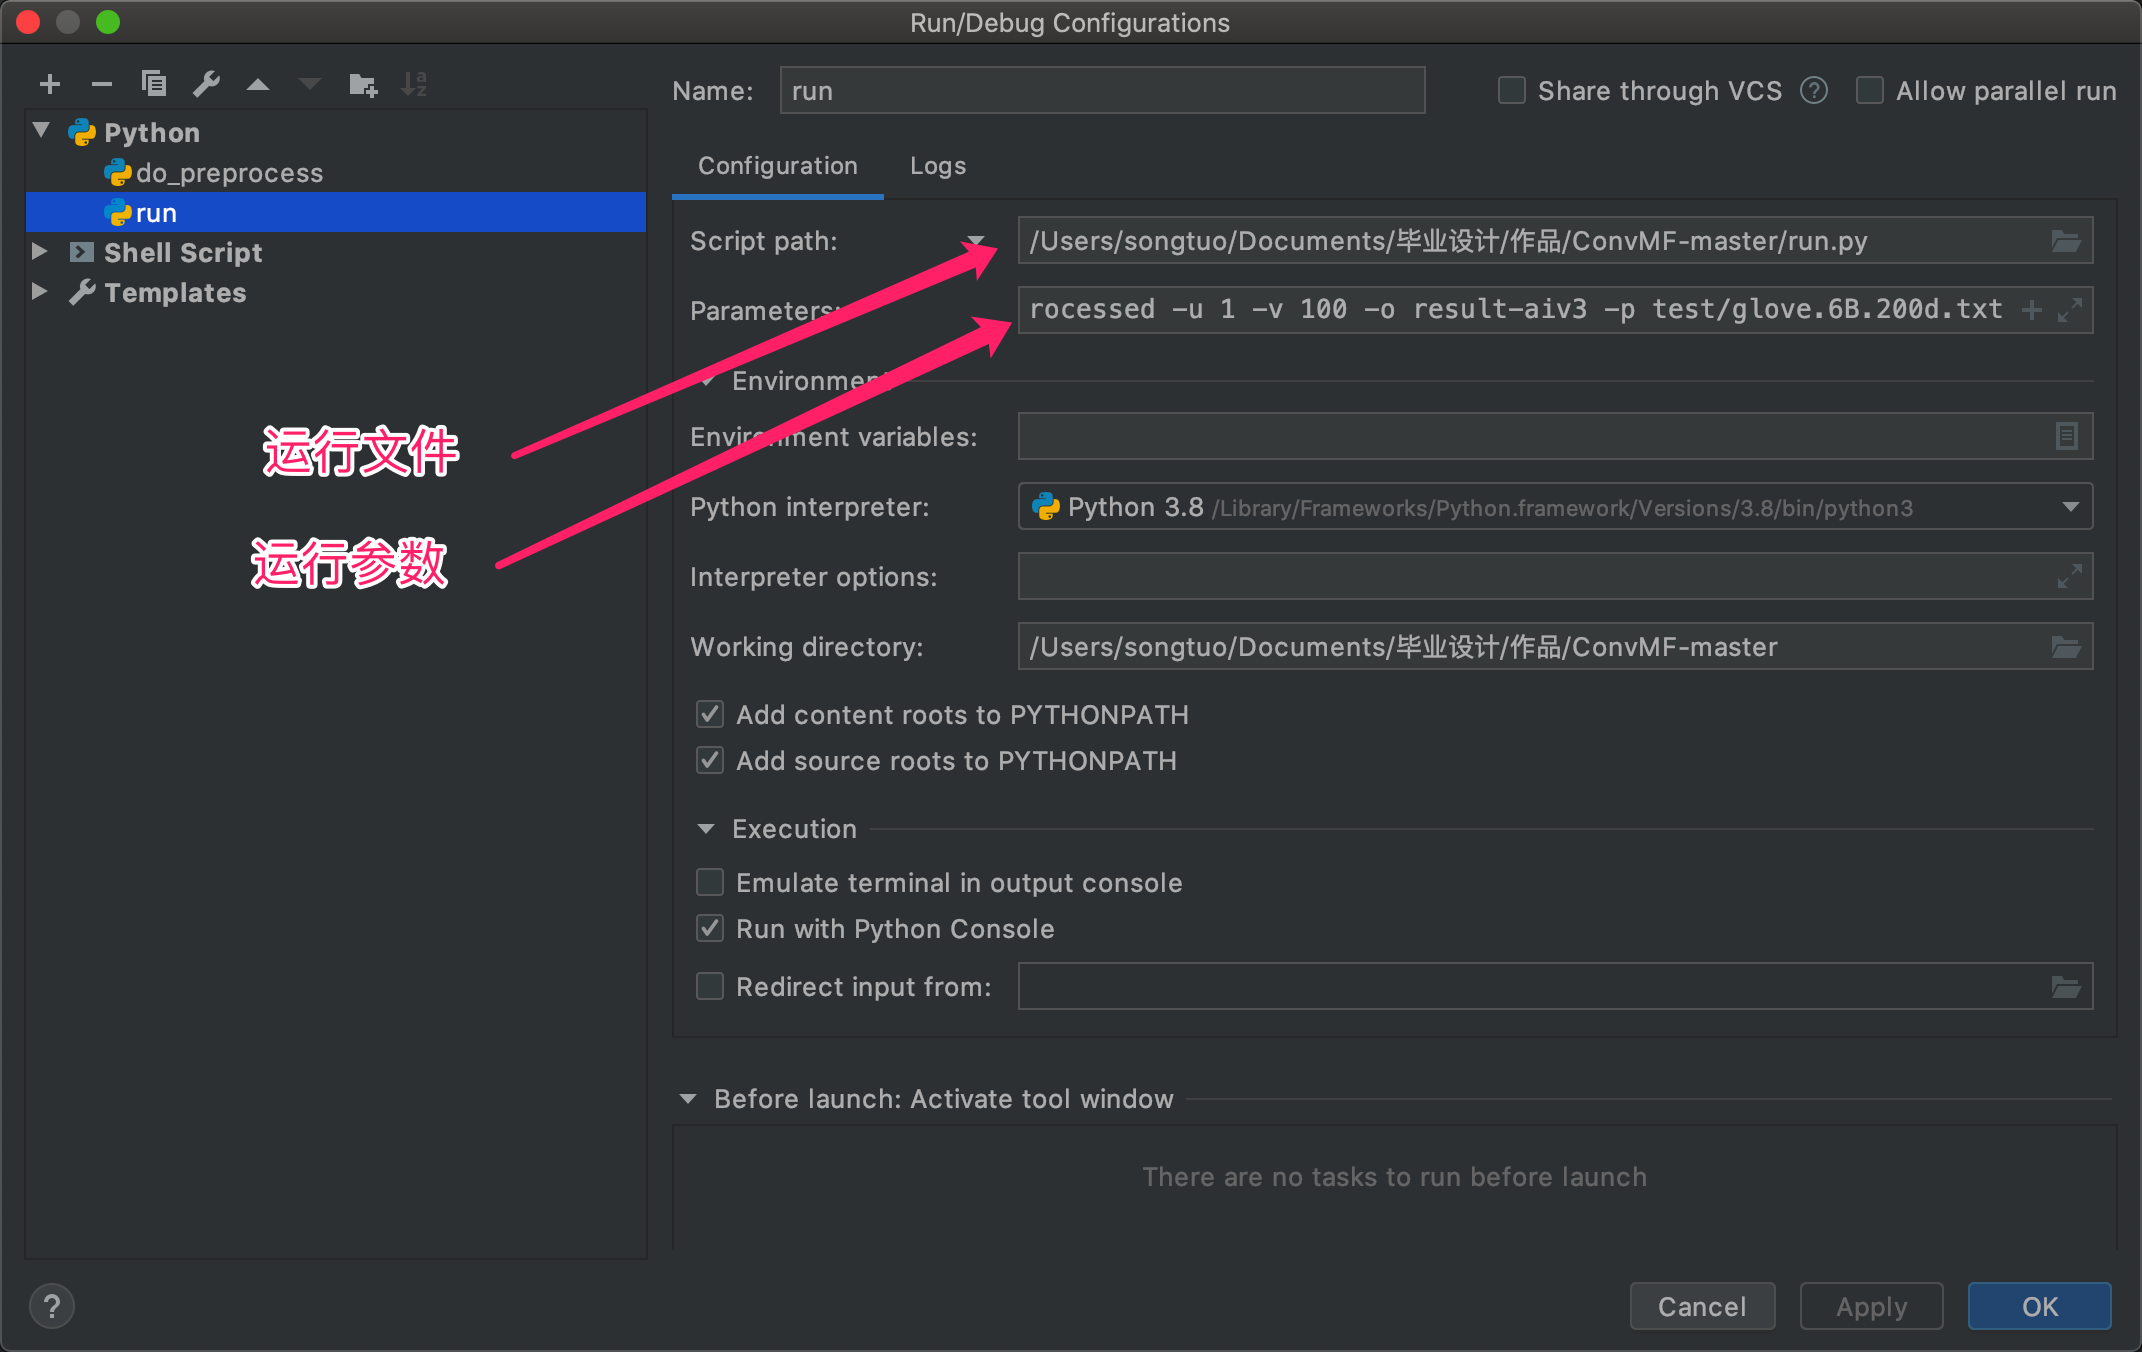 Run/Debug Configurations
Name: run
Share through VCS ?
Allow parallel run
Python
do_preprocess
run
Shell Script
Templates
Configuration Logs
Script path: /Users/songtuo/Documents/毕业设计/作品/ConvMF-master/run.py
Parameters: rocessed -u 1 -v 100 -o result-aiv3 -p test/glove.6B.200d.txt
Environment
Environment variables:
运行文件
Python interpreter: Python 3.8 /Library/Frameworks/Python.framework/Versions/3.8/bin/python3
运行参数
Interpreter options:
Working directory: /Users/songtuo/Documents/毕业设计/作品/ConvMF-master
Add content roots to PYTHONPATH
Add source roots to PYTHONPATH
Execution
Emulate terminal in output console
Run with Python Console
Redirect input from:
Before launch: Activate tool window
There are no tasks to run before launch
? Cancel Apply OK